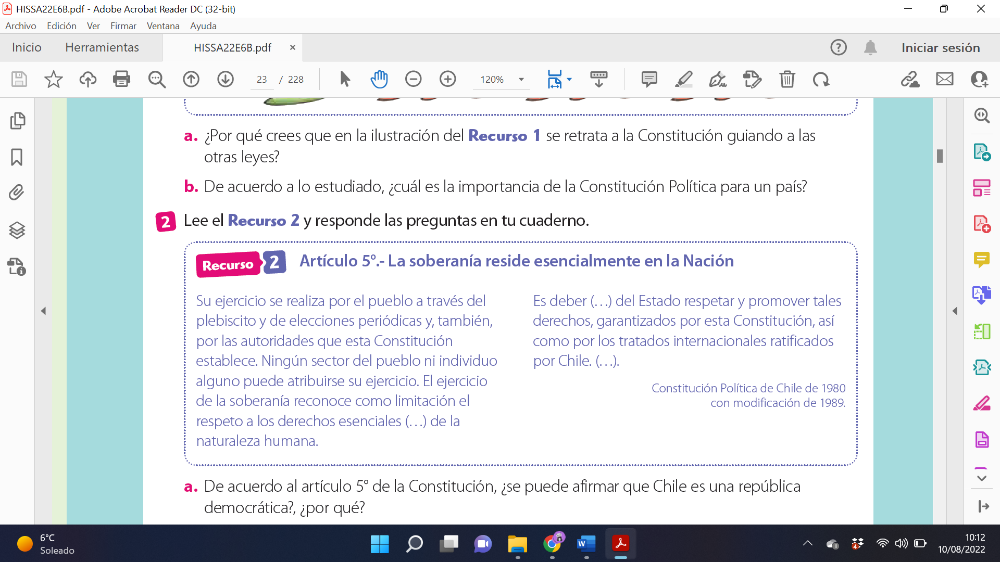 HISSA22E6B.pdf - Adobe Acrobat Reader DC (32-bit)
Archivo Edición Ver Firmar Ventana Ayuda
Inicio Herramientas HISSA22E6B.pdf × Iniciar sesión
23 / 228 120%
a. ¿Por qué crees que en la ilustración del Recurso 1 se retrata a la Constitución guiando a las
otras leyes?
b. De acuerdo a lo estudiado, ¿cuál es la importancia de la Constitución Política para un país?
2 Lee el Recurso 2 y responde las preguntas en tu cuaderno.
Recurso 2 Artículo 5°.- La soberanía reside esencialmente en la Nación
Su ejercicio se realiza por el pueblo a través del
plebiscito y de elecciones periódicas y, también,
por las autoridades que esta Constitución
establece. Ningún sector del pueblo ni individuo
alguno puede atribuirse su ejercicio. El ejercicio
de la soberanía reconoce como limitación el
respeto a los derechos esenciales (…) de la
naturaleza humana.
Es deber (…) del Estado respetar y promover tales
derechos, garantizados por esta Constitución, así
como por los tratados internacionales ratificados
por Chile. (…).
Constitución Política de Chile de 1980
con modificación de 1989.
a. De acuerdo al artículo 5° de la Constitución, ¿se puede afirmar que Chile es una república
democrática?, ¿por qué?
6°C
Soleado
10:12
10/08/2022